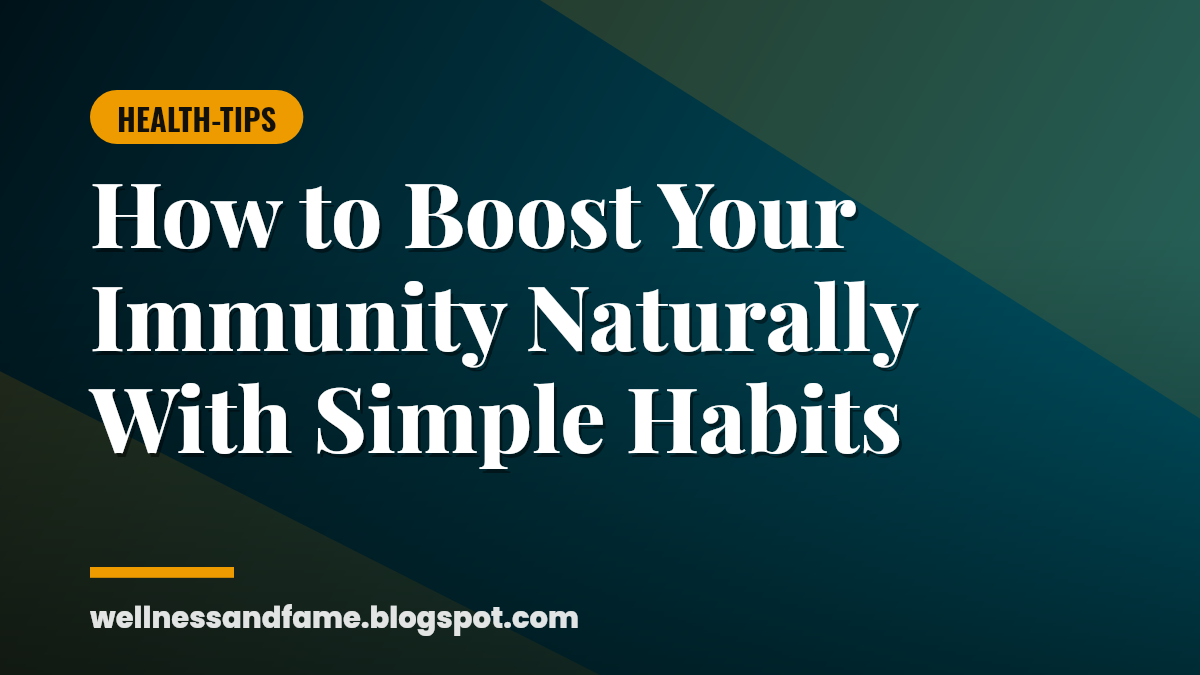 HEALTH-TIPS
How to Boost Your
Immunity Naturally
With Simple Habits
wellnessandfame.blogspot.com